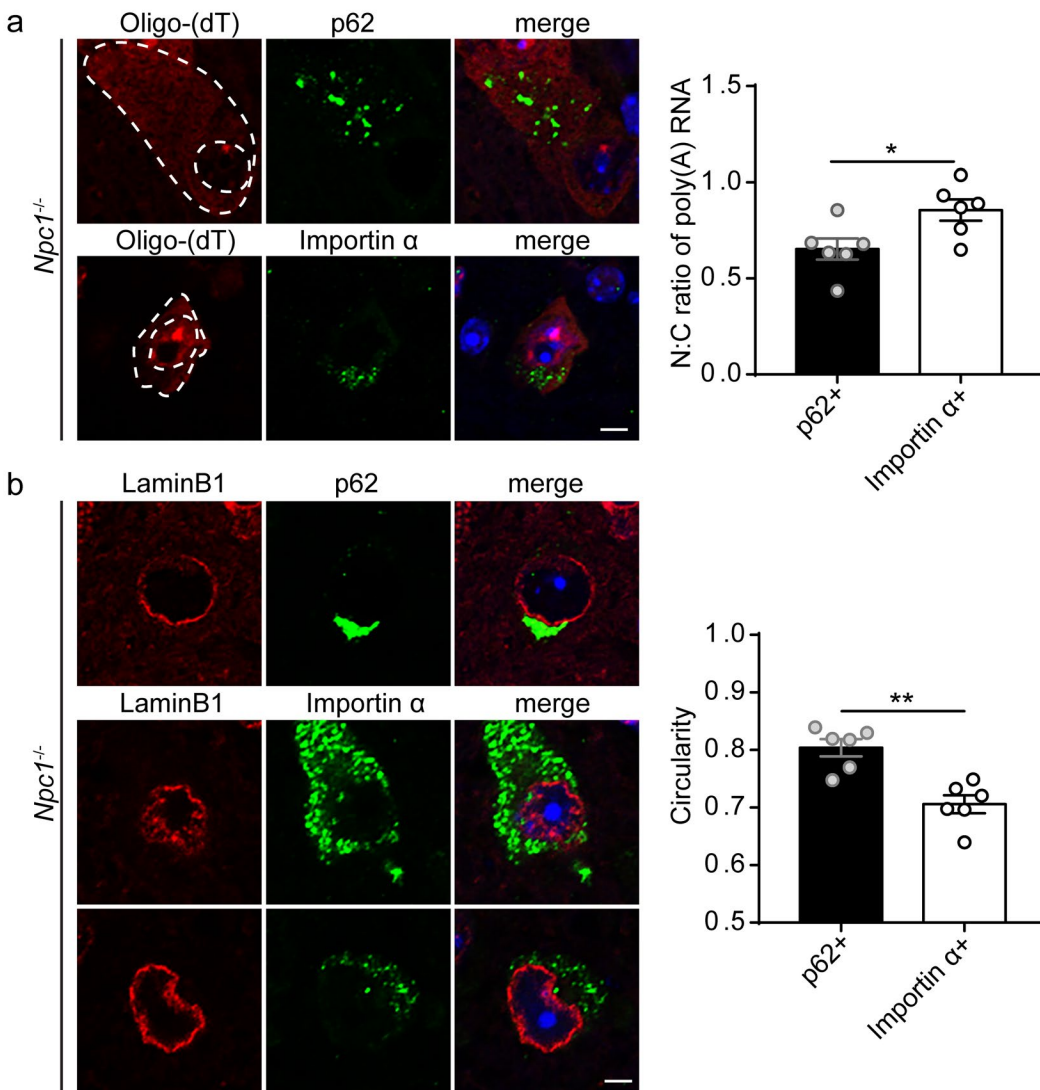 a
Oligo-(dT) p62 merge
Npc1-/-
Oligo-(dT) Importin α merge
N:C ratio of poly(A) RNA
1.5
1.0
0.5
0.0
*
p62+
Importin α+
b
LaminB1 p62 merge
Npc1-/-
LaminB1 Importin α merge
Circularity
1.0
0.9
0.8
0.7
0.6
0.5
**
p62+
Importin α+